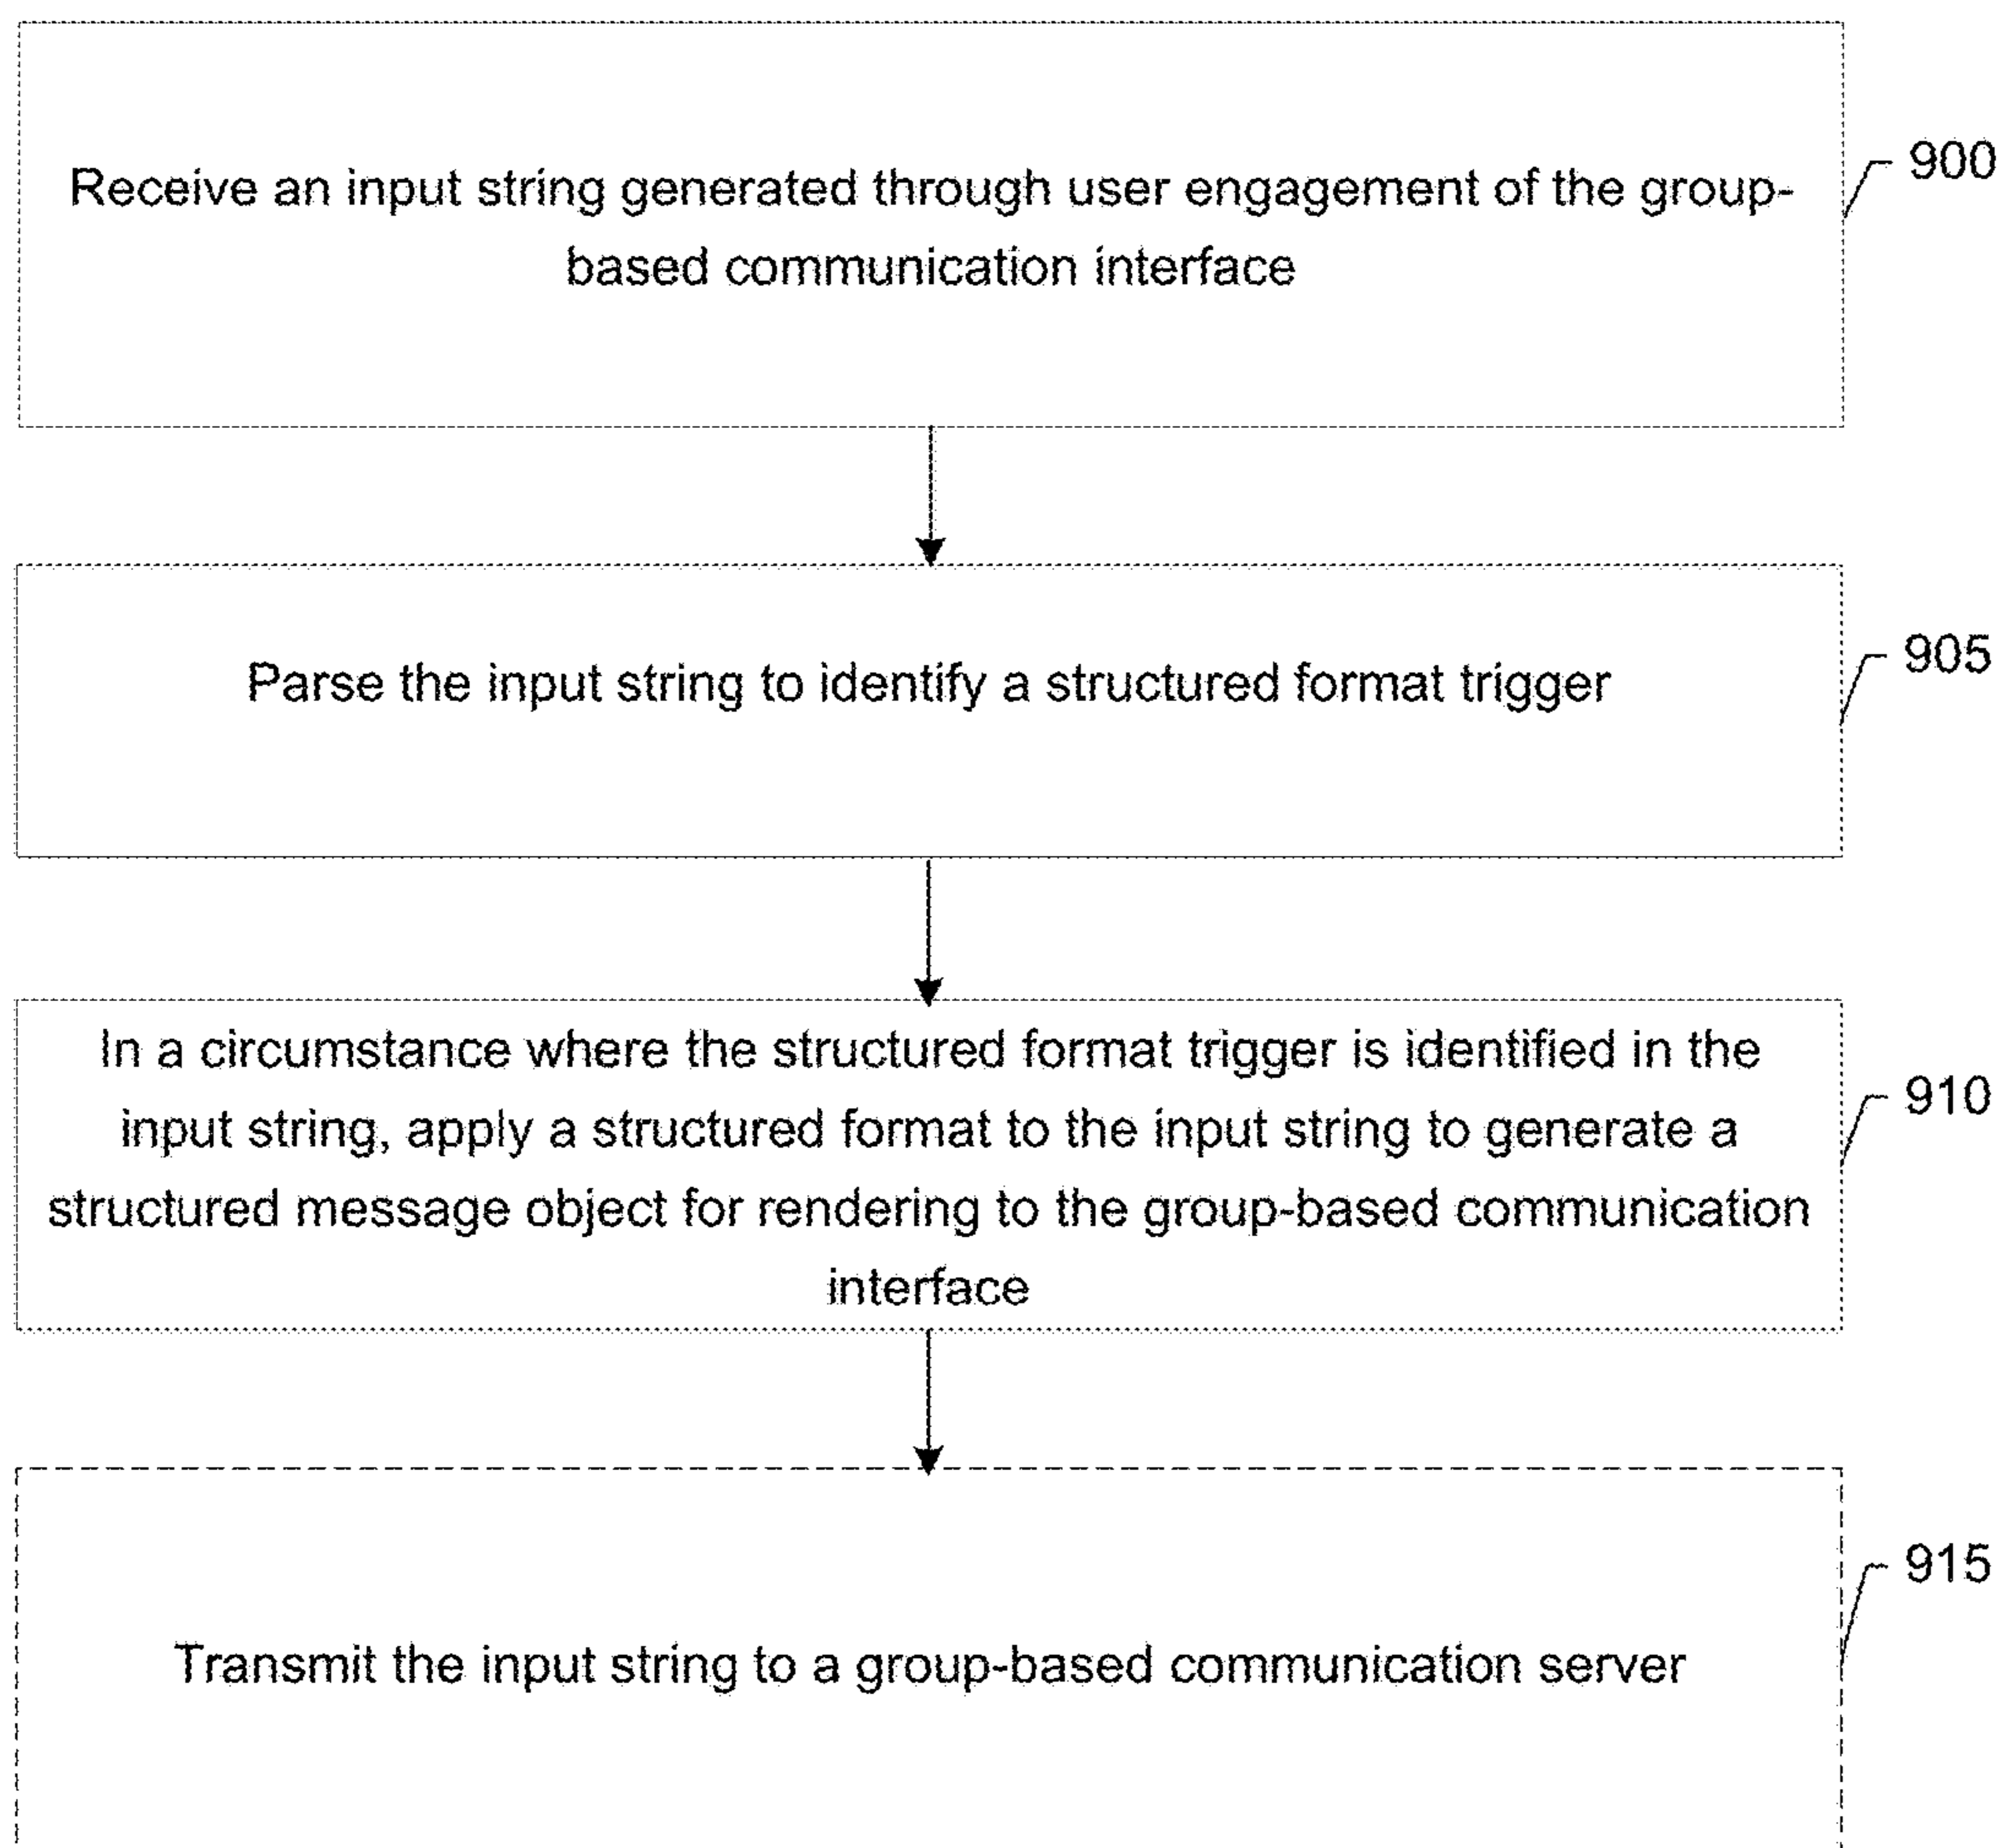 Receive an input string generated through user engagement of the group-
based communication interface
900
Parse the input string to identify a structured format trigger
905
In a circumstance where the structured format trigger is identified in the
input string, apply a structured format to the input string to generate a
structured message object for rendering to the group-based communication
interface
910
Transmit the input string to a group-based communication server
915